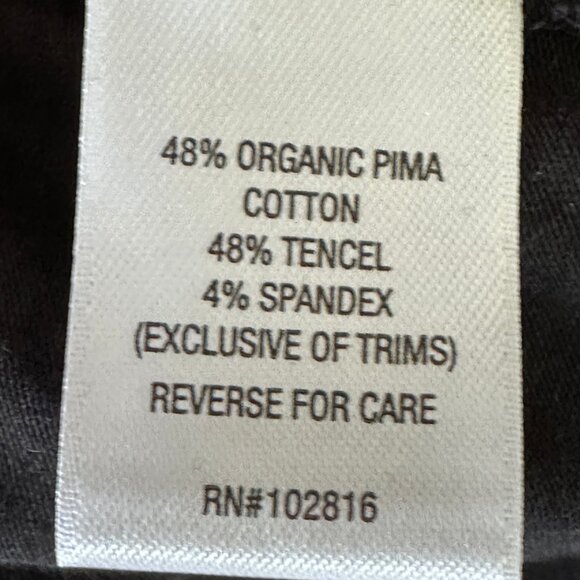 48% ORGANIC PIMA
COTTON
48% TENCEL
4% SPANDEX
(EXCLUSIVE OF TRIMS)
REVERSE FOR CARE
RN#102816